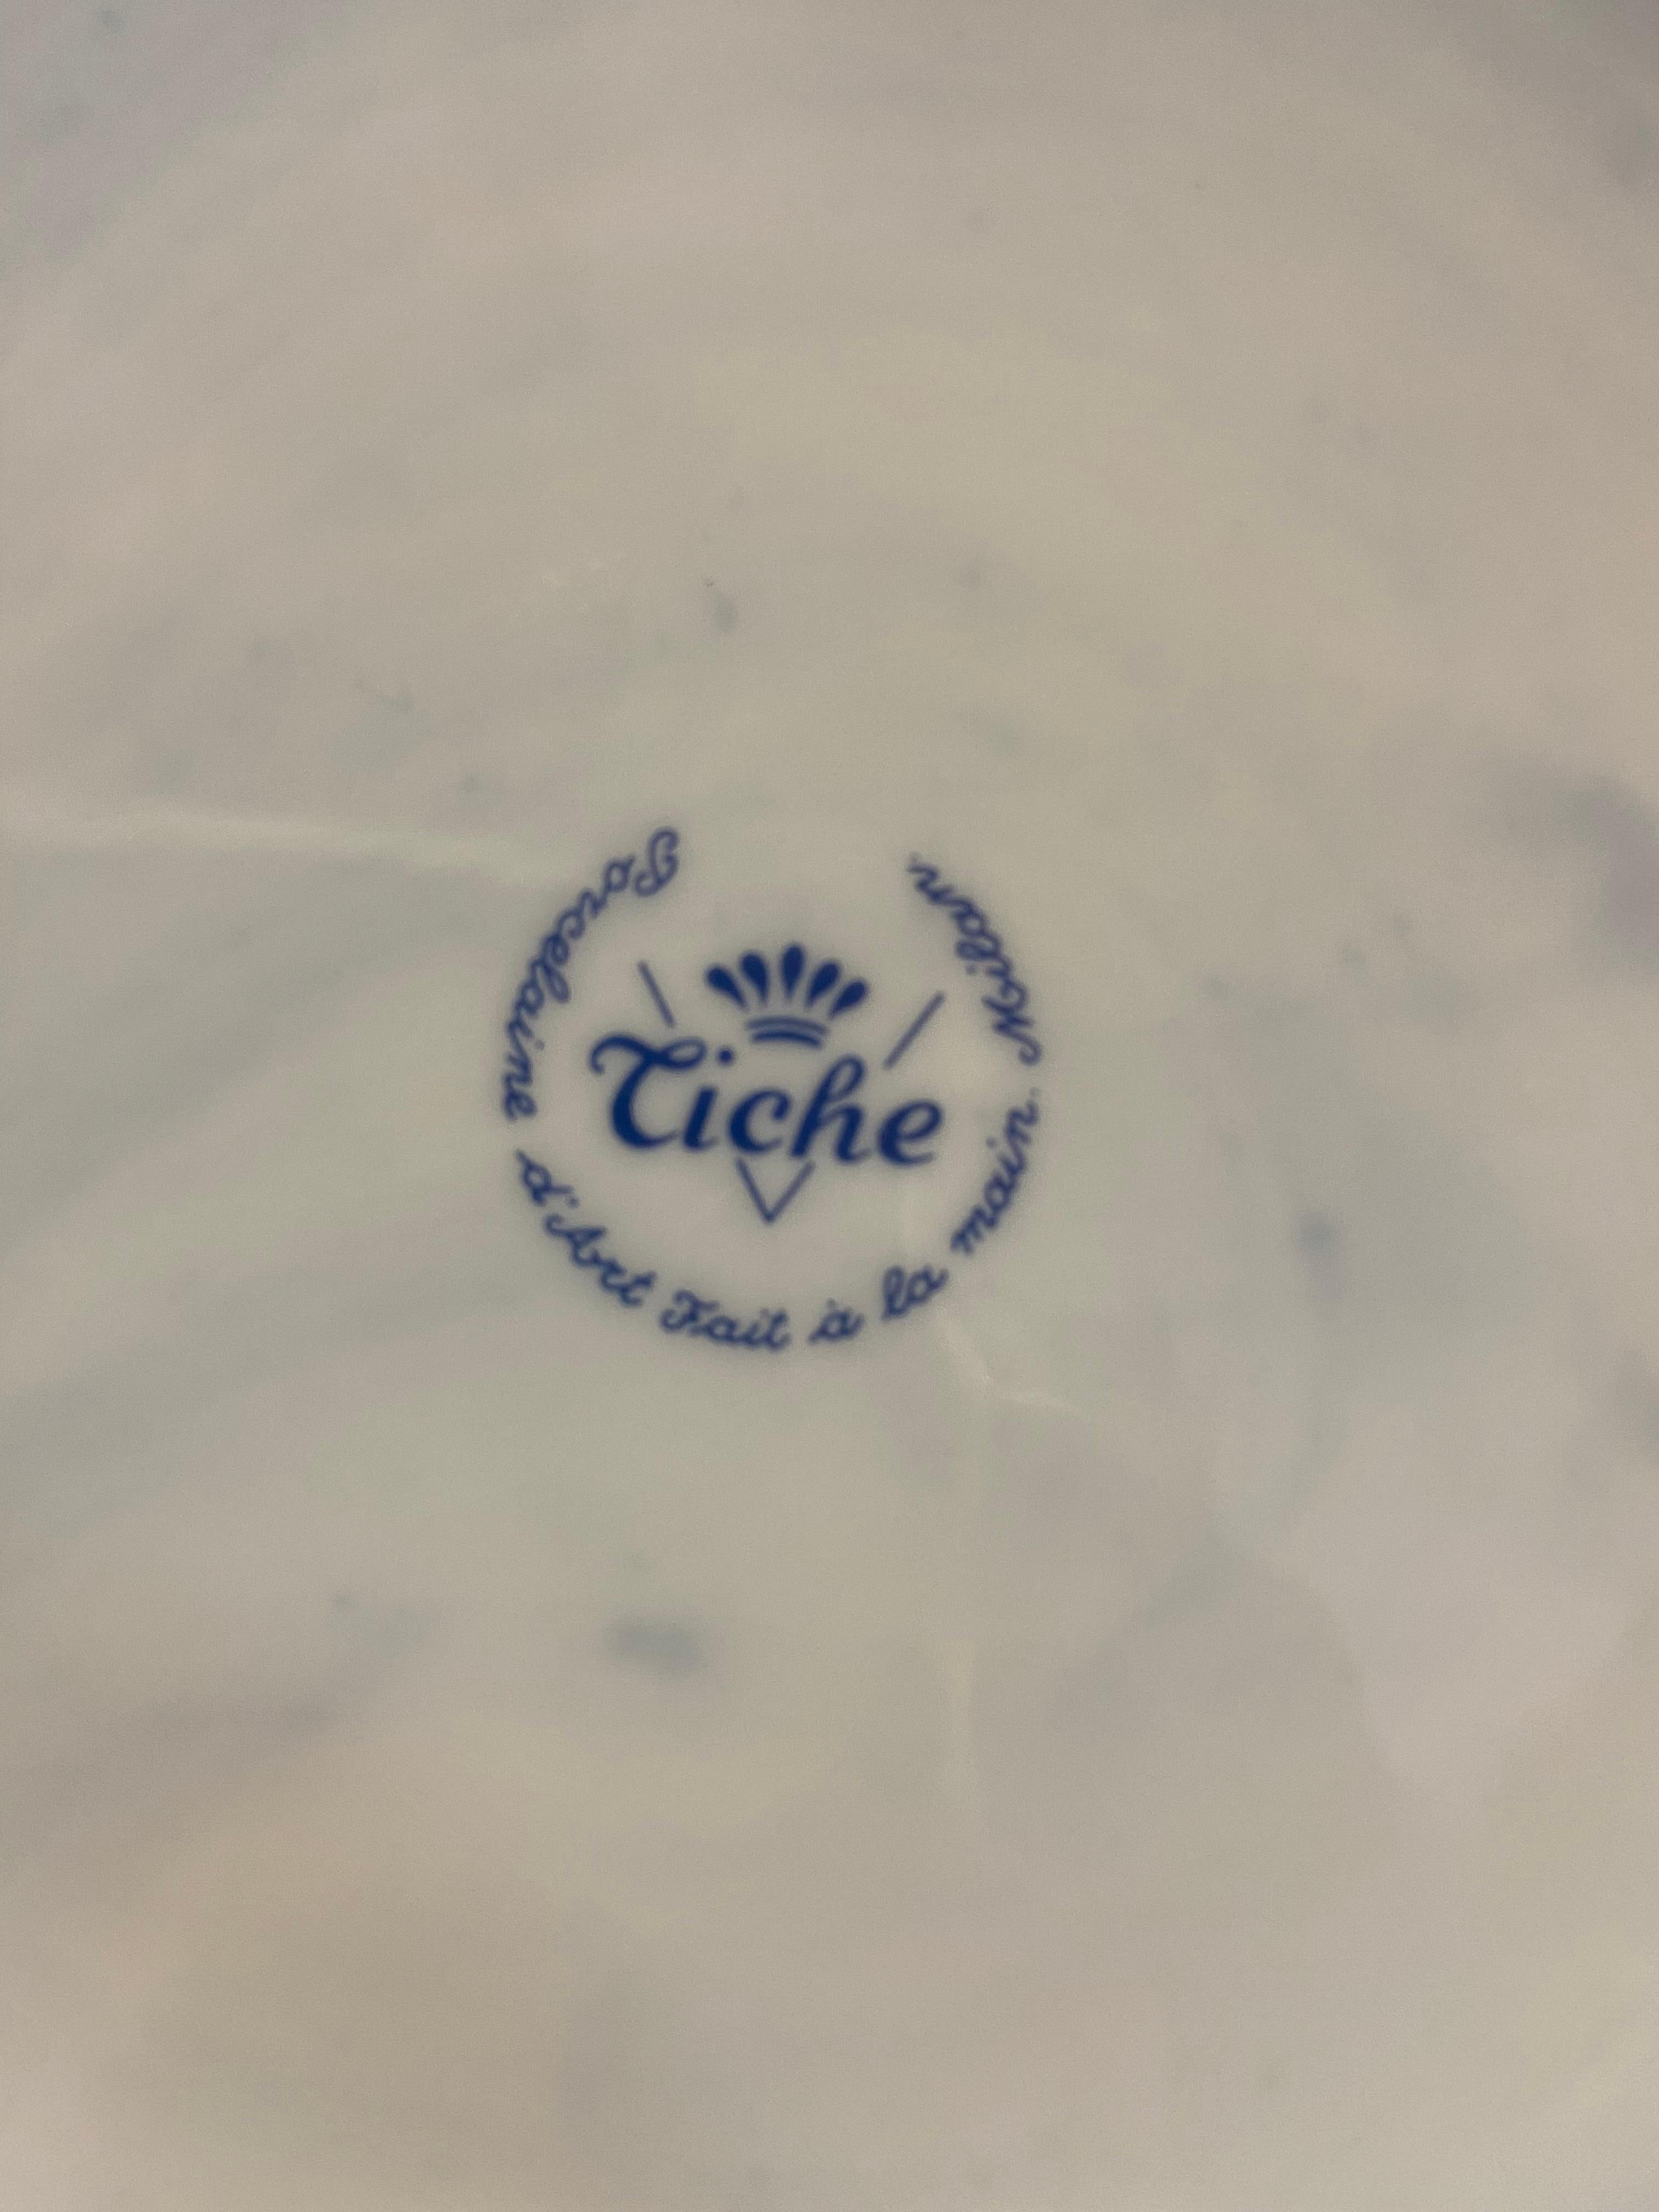 Tiche
Porcelaine d'Art Fait à la main. Milan.